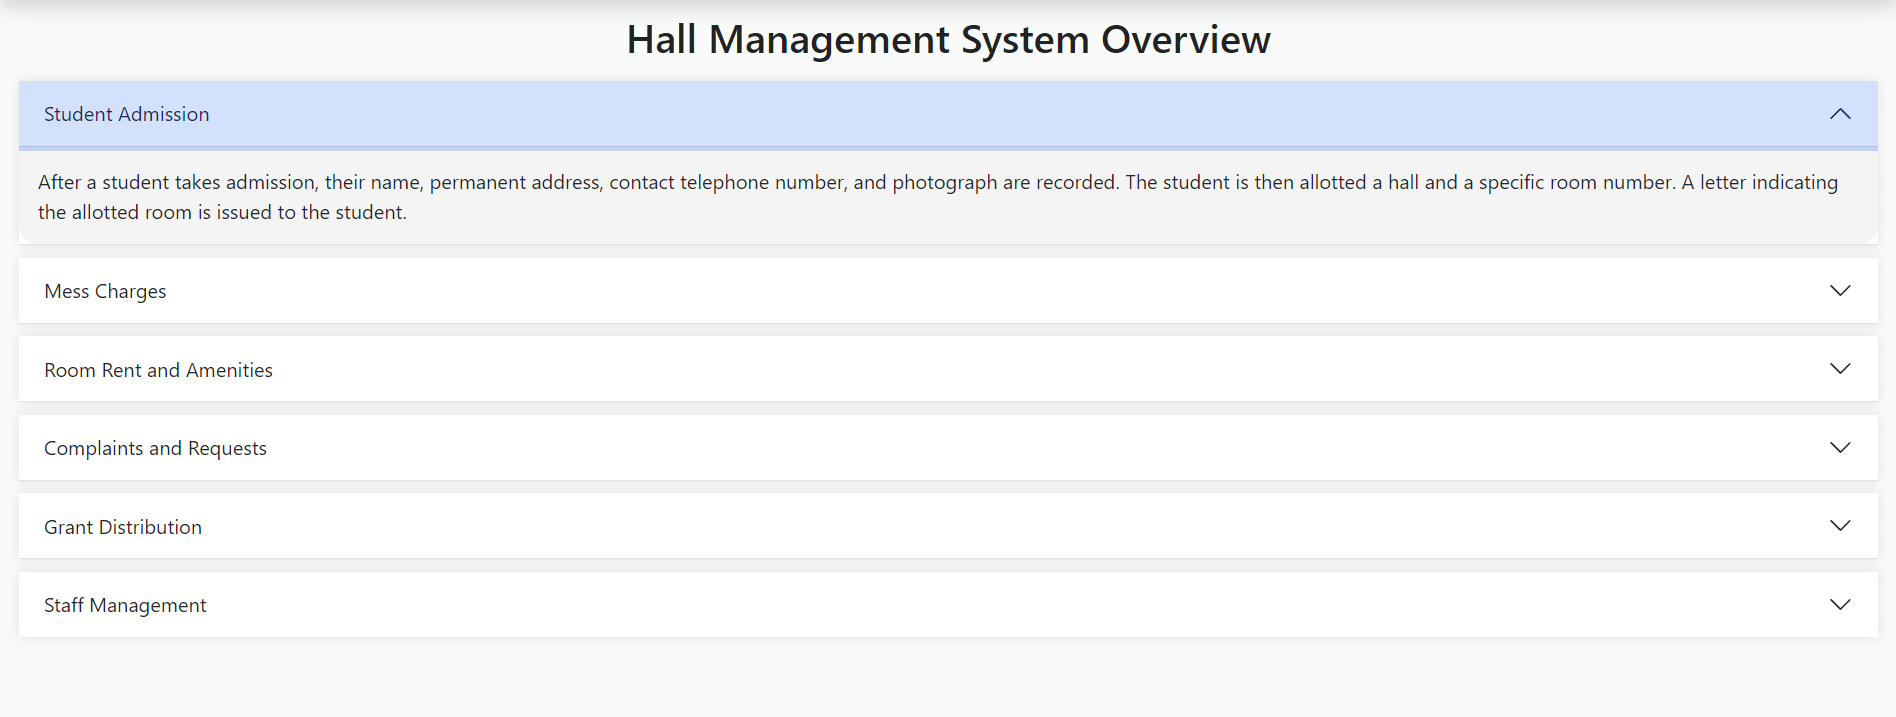 Hall Management System Overview
Student Admission
After a student takes admission, their name, permanent address, contact telephone number, and photograph are recorded. The student is then allotted a hall and a specific room number. A letter indicating
the allotted room is issued to the student.
Mess Charges
Room Rent and Amenities
Complaints and Requests
Grant Distribution
Staff Management